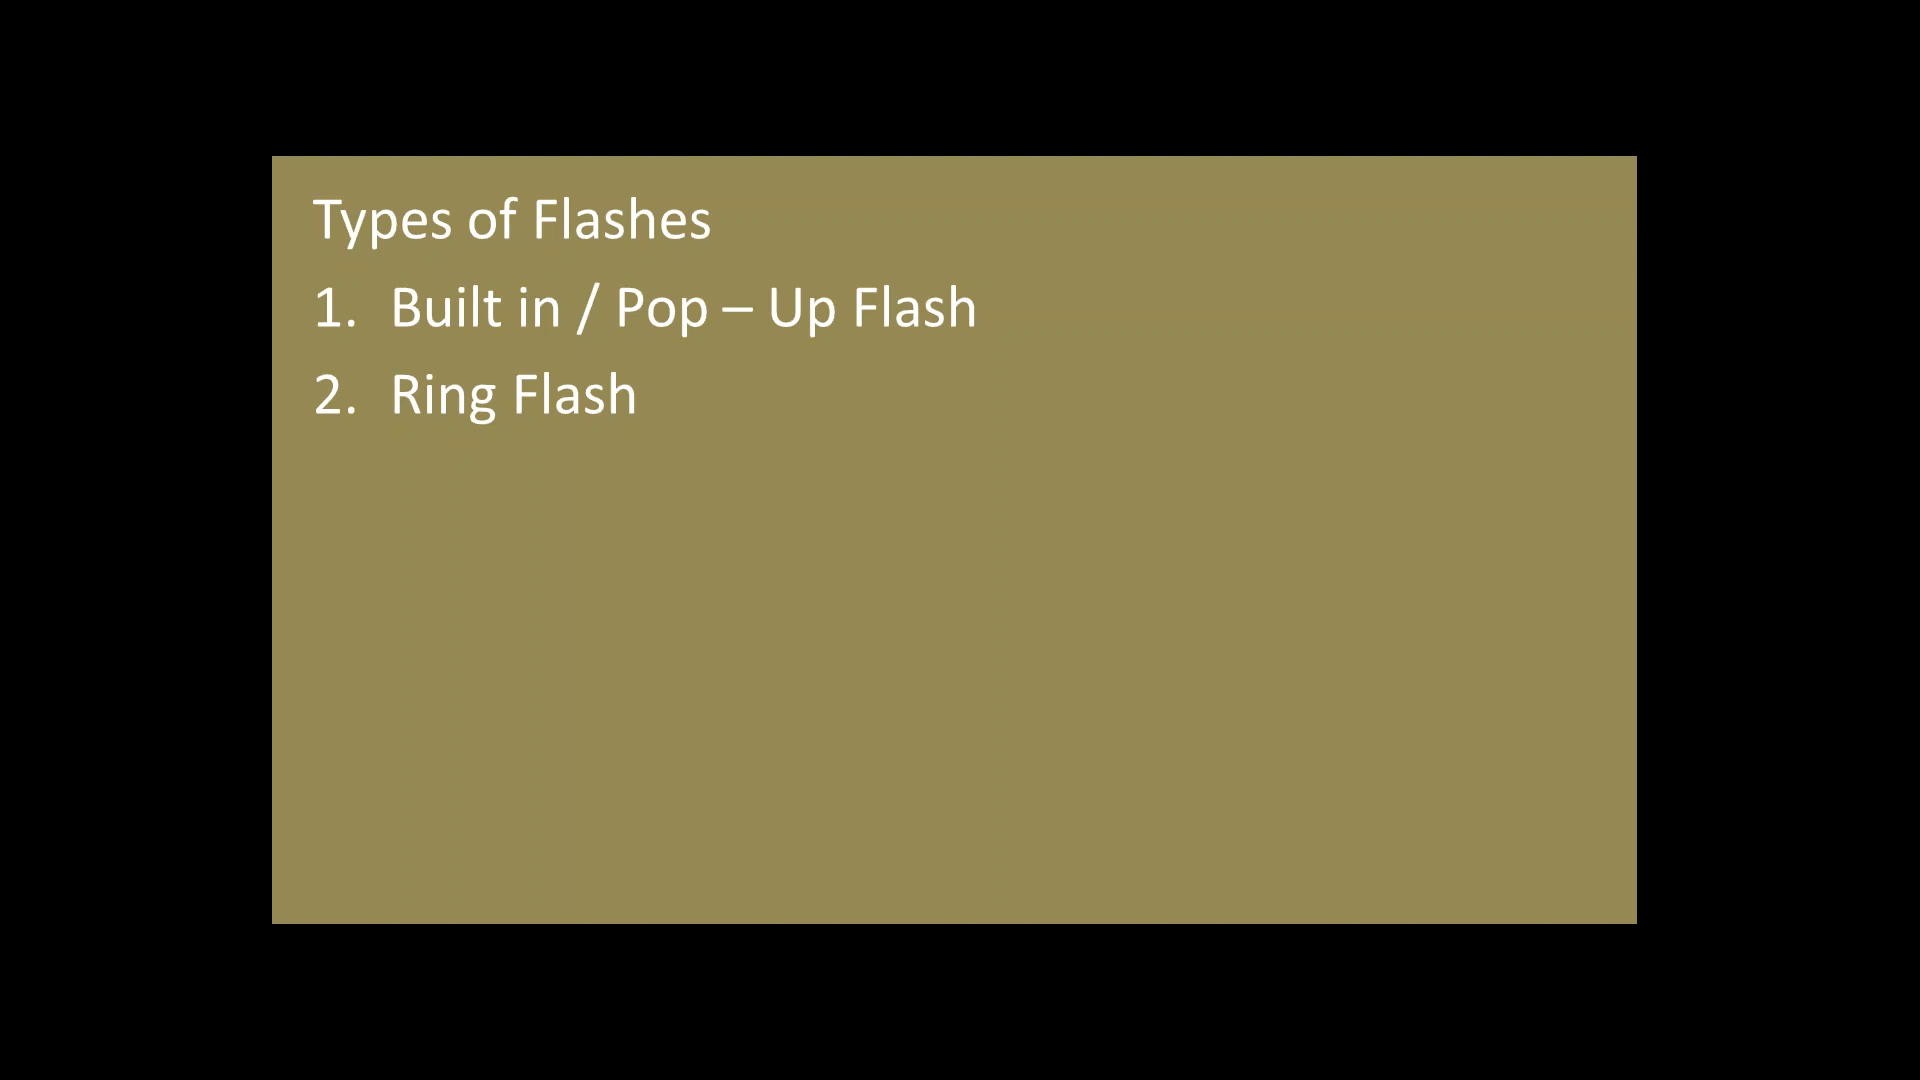 Types of Flashes
1. Built in / Pop – Up Flash
2. Ring Flash